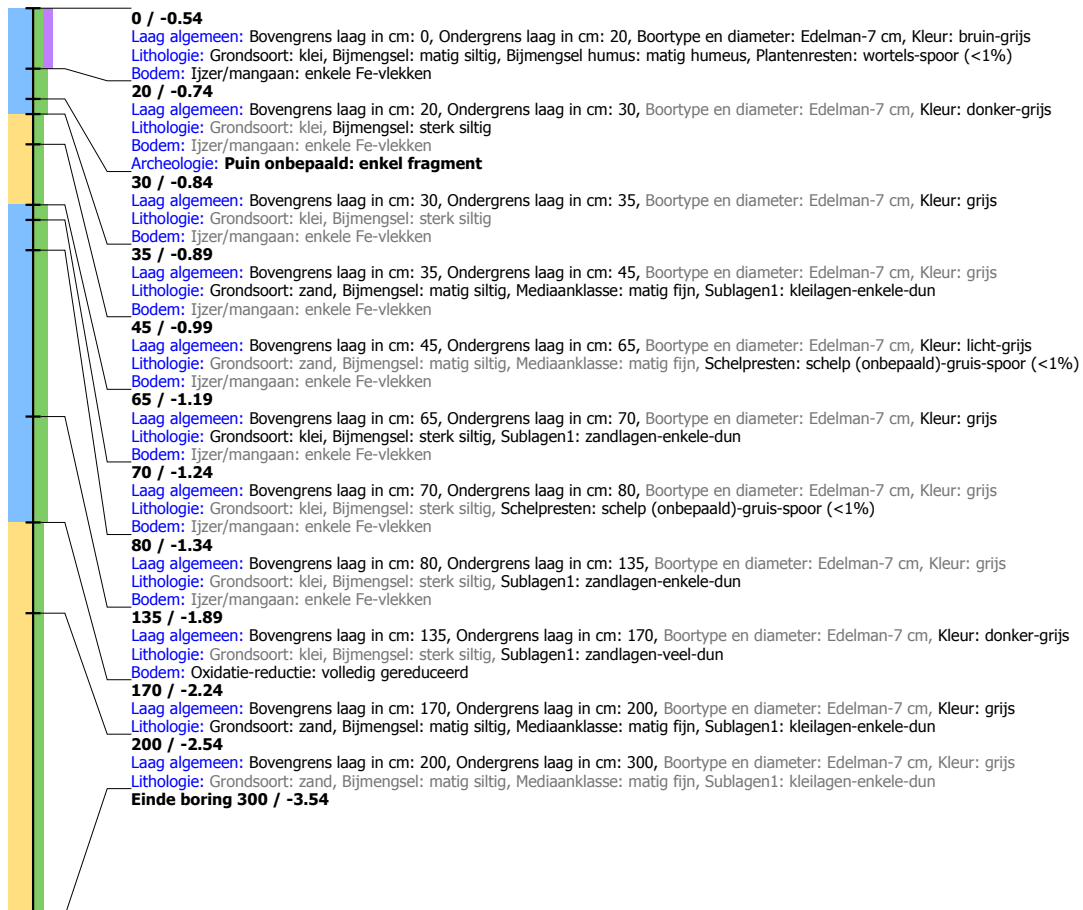 0 / -0.54
Laag algemeen: Bovengrens laag in cm: 0, Ondergrens laag in cm: 20, Boortype en diameter: Edelman-7 cm, Kleur: bruin-grijs
Lithologie: Grondsoort: klei, Bijmengsel: matig siltig, Bijmengsel humus: matig humeus, Plantenresten: wortels-spoor (<1%)
Bodem: Ijzer/mangaan: enkele Fe-vlekken
20 / -0.74
Laag algemeen: Bovengrens laag in cm: 20, Ondergrens laag in cm: 30, Boortype en diameter: Edelman-7 cm, Kleur: donker-grijs
Lithologie: Grondsoort: klei, Bijmengsel: sterk siltig
Bodem: Ijzer/mangaan: enkele Fe-vlekken
Archeologie: Puin onbepaald: enkel fragment
30 / -0.84
Laag algemeen: Bovengrens laag in cm: 30, Ondergrens laag in cm: 35, Boortype en diameter: Edelman-7 cm, Kleur: grijs
Lithologie: Grondsoort: klei, Bijmengsel: sterk siltig
Bodem: Ijzer/mangaan: enkele Fe-vlekken
35 / -0.89
Laag algemeen: Bovengrens laag in cm: 35, Ondergrens laag in cm: 45, Boortype en diameter: Edelman-7 cm, Kleur: grijs
Lithologie: Grondsoort: zand, Bijmengsel: matig siltig, Mediaanklasse: matig fijn, Sublagen1: kleilagen-enkele-dun
Bodem: Ijzer/mangaan: enkele Fe-vlekken
45 / -0.99
Laag algemeen: Bovengrens laag in cm: 45, Ondergrens laag in cm: 65, Boortype en diameter: Edelman-7 cm, Kleur: licht-grijs
Lithologie: Grondsoort: zand, Bijmengsel: matig siltig, Mediaanklasse: matig fijn, Schelpresten: schelp (onbepaald)-gruis-spoor (<1%)
Bodem: Ijzer/mangaan: enkele Fe-vlekken
65 / -1.19
Laag algemeen: Bovengrens laag in cm: 65, Ondergrens laag in cm: 70, Boortype en diameter: Edelman-7 cm, Kleur: grijs
Lithologie: Grondsoort: klei, Bijmengsel: sterk siltig, Sublagen1: zandlagen-enkele-dun
Bodem: Ijzer/mangaan: enkele Fe-vlekken
70 / -1.24
Laag algemeen: Bovengrens laag in cm: 70, Ondergrens laag in cm: 80, Boortype en diameter: Edelman-7 cm, Kleur: grijs
Lithologie: Grondsoort: klei, Bijmengsel: sterk siltig, Schelpresten: schelp (onbepaald)-gruis-spoor (<1%)
Bodem: Ijzer/mangaan: enkele Fe-vlekken
80 / -1.34
Laag algemeen: Bovengrens laag in cm: 80, Ondergrens laag in cm: 135, Boortype en diameter: Edelman-7 cm, Kleur: grijs
Lithologie: Grondsoort: klei, Bijmengsel: sterk siltig, Sublagen1: zandlagen-enkele-dun
Bodem: Ijzer/mangaan: enkele Fe-vlekken
135 / -1.89
Laag algemeen: Bovengrens laag in cm: 135, Ondergrens laag in cm: 170, Boortype en diameter: Edelman-7 cm, Kleur: donker-grijs
Lithologie: Grondsoort: klei, Bijmengsel: sterk siltig, Sublagen1: zandlagen-veel-dun
Bodem: Oxidatie-reductie: volledig gereduceerd
170 / -2.24
Laag algemeen: Bovengrens laag in cm: 170, Ondergrens laag in cm: 200, Boortype en diameter: Edelman-7 cm, Kleur: grijs
Lithologie: Grondsoort: zand, Bijmengsel: matig siltig, Mediaanklasse: matig fijn, Sublagen1: kleilagen-enkele-dun
200 / -2.54
Laag algemeen: Bovengrens laag in cm: 200, Ondergrens laag in cm: 300, Boortype en diameter: Edelman-7 cm, Kleur: grijs
Lithologie: Grondsoort: zand, Bijmengsel: matig siltig, Mediaanklasse: matig fijn, Sublagen1: kleilagen-enkele-dun
Einde boring 300 / -3.54